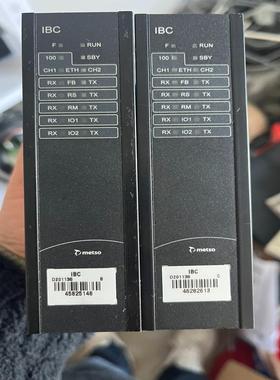 IBC
F RUN
100 SBY
CH1 ETH CH2
RX FB TX
RX RS TX
RX RM TX
RX IO1 TX
RX IO2 TX
metso
IBC
D201136 B
45825146
IBC
F RUN
100 SBY
CH1 ETH CH2
RX FB TX
RX RS TX
RX RM TX
RX IO1 TX
RX IO2 TX
metso
IBC
D201136 C
46282613